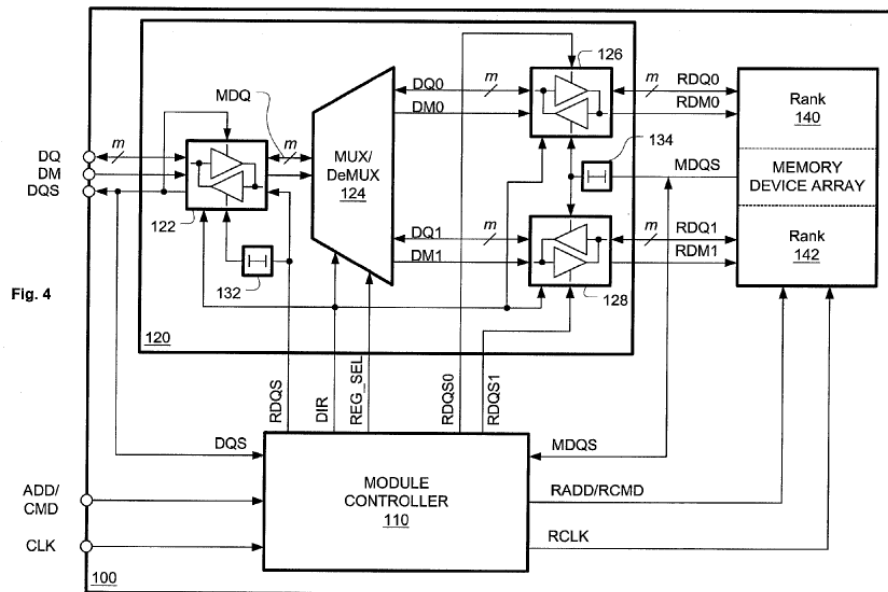 126
DQ0
m
m
RDQ0
MDQ
DM0
RDM0
Rank
140
134
m
m
MUX/
DeMUX
124
MDQS
MEMORY
DEVICE ARRAY
DQ
DM
DQS
122
DQ1
m
m
RDQ1
DM1
RDM1
Rank
142
132
128
Fig. 4
120
RDQS
DIR
REG_SEL
RDQS0
RDQS1
DQS
MDQS
MODULE
CONTROLLER
110
ADD/
CMD
RADD/RCMD
CLK
RCLK
100